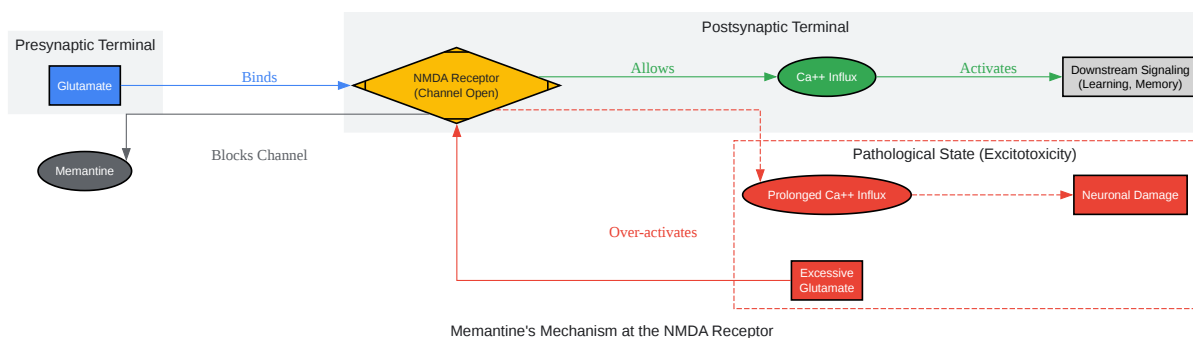 Postsynaptic Terminal
Presynaptic Terminal
Glutamate
Binds
NMDA Receptor
(Channel Open)
Allows
Ca++ Influx
Activates
Downstream Signaling
(Learning, Memory)
Blocks Channel
Memantine
Pathological State (Excitotoxicity)
Prolonged Ca++ Influx
Neuronal Damage
Over-activates
Excessive
Glutamate
Memantine's Mechanism at the NMDA Receptor